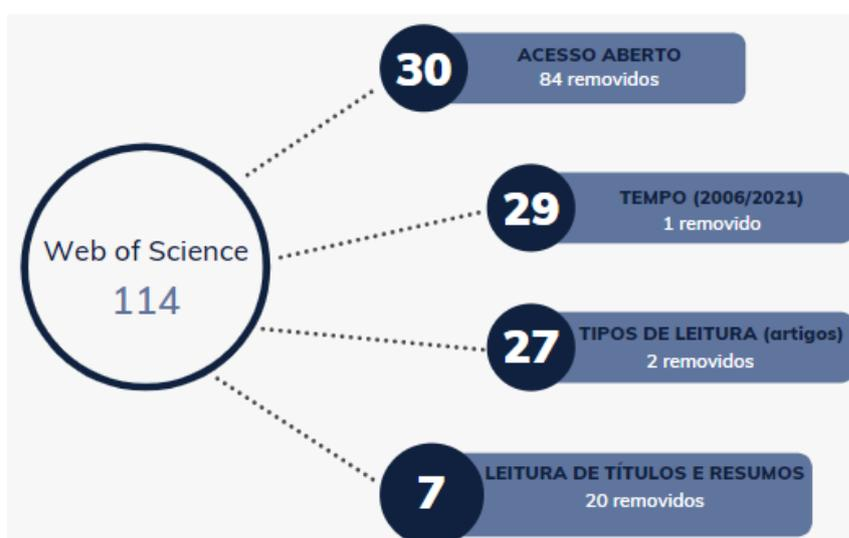 30
ACESSO ABERTO
84 removidos
29
TEMPO (2006/2021)
1 removido
Web of Science
114
27
TIPOS DE LEITURA (artigos)
2 removidos
7
LEITURA DE TÍTULOS E RESUMOS
20 removidos